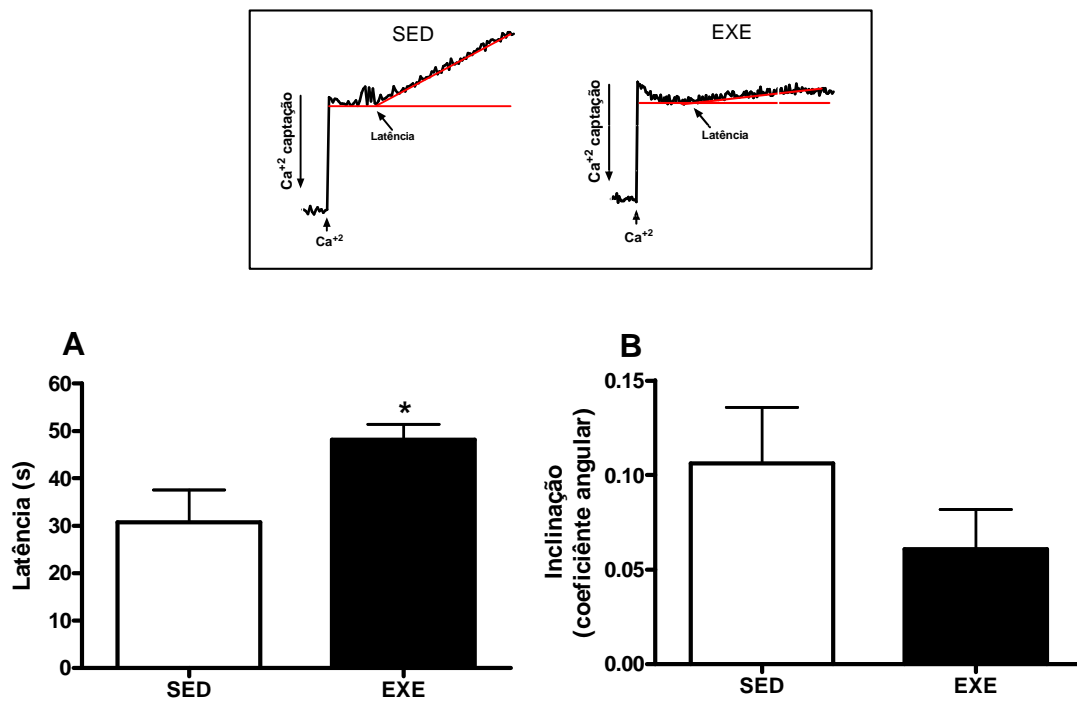 SED
EXE
Ca+2 captação
Latência
Ca+2
Ca+2 captação
Latência
Ca+2
A
Latência (s)
60
50
40
30
20
10
0
*
SED
EXE
B
Inclinação
(coeficiênte angular)
0.15
0.10
0.05
0.00
SED
EXE